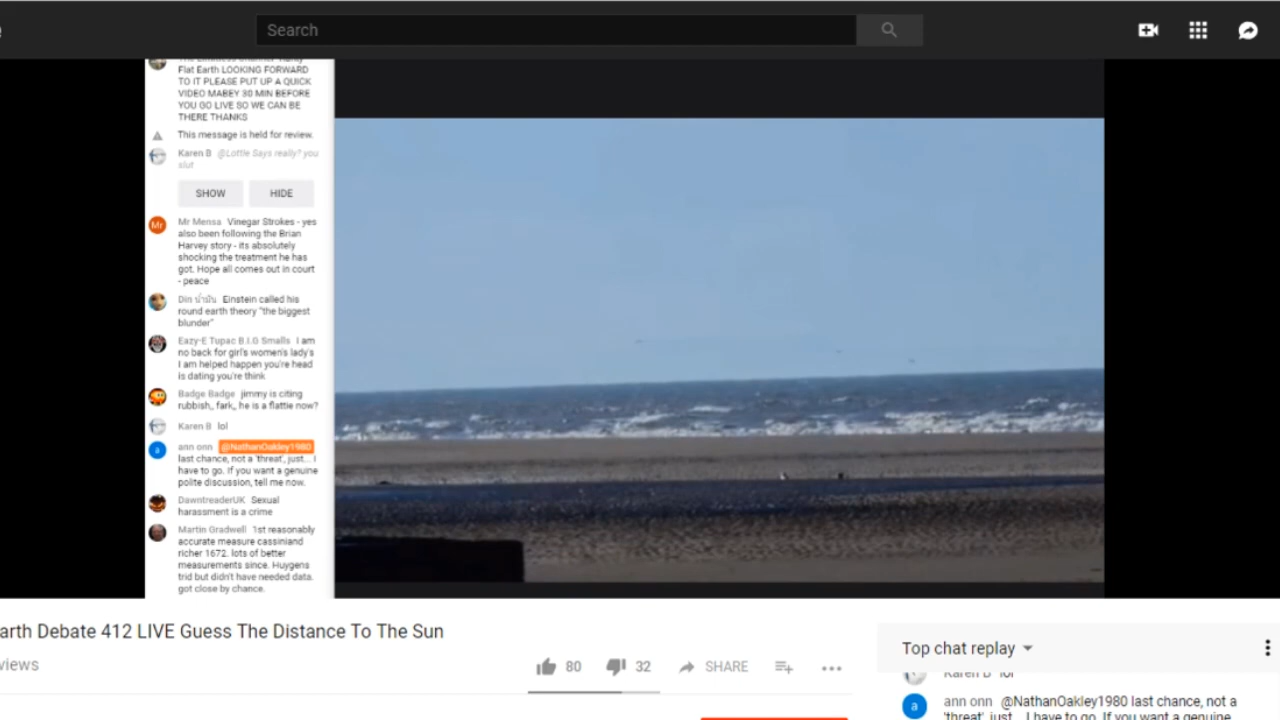 Search
Flat Earth LOOKING FORWARD
TO IT PLEASE PUT UP A QUICK
VIDEO MABEY 30 MIN BEFORE
YOU GO LIVE SO WE CAN BE
THERE THANKS
This message is held for review.
Karen B @Lottie Says really? you
slut
SHOW HIDE
Mr
Mr Mensa Vinegar Strokes - yes
also been following the Brian
Harvey story - its absolutely
shocking the treatment he has
got. Hope all comes out in court
- peace
Din น้ำมัน Einstein called his
round earth theory "the biggest
blunder"
Eazy-E Tupac B.I.G Smalls I am
no back for girl's women's lady's
I am helped happen you're head
is dating you're think
Badge Badge jimmy is citing
rubbish,, fark,, he is a flattie now?
Karen B lol
a
ann onn @NathanOakley1980
last chance, not a 'threat', just... I
have to go. If you want a genuine
polite discussion, tell me now.
DawntreaderUK Sexual
harassment is a crime
Martin Gradwell 1st reasonably
accurate measure cassiniand
richer 1672. lots of better
measurements since. Huygens
trid but didn't have needed data.
got close by chance.
arth Debate 412 LIVE Guess The Distance To The Sun
views
80 32 SHARE
Top chat replay
Karen B lol
a
ann onn @NathanOakley1980 last chance, not a
'threat', just... I have to go. If you want a genuine